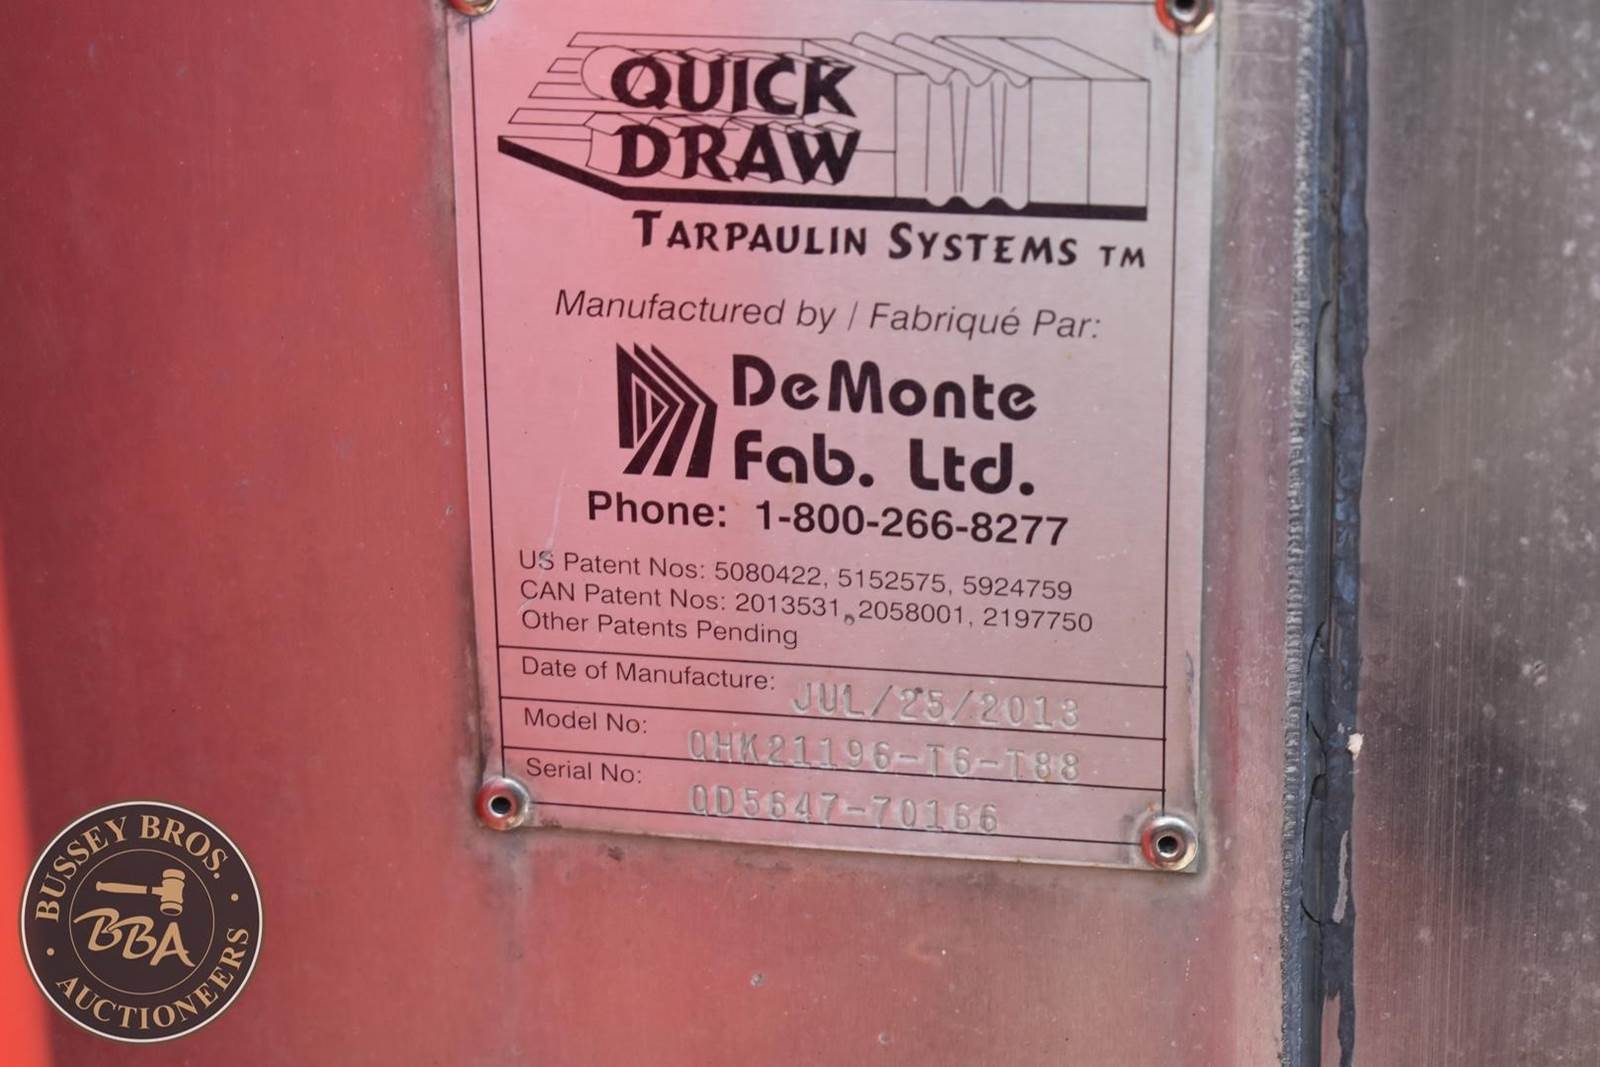 QUICK
DRAW
TARPAULIN SYSTEMS TM
Manufactured by / Fabriqué Par:
DeMonte
Fab. Ltd.
Phone: 1-800-266-8277
US Patent Nos: 5080422, 5152575, 5924759
CAN Patent Nos: 2013531, 2058001, 2197750
Other Patents Pending
Date of Manufacture: JUL/25/2013
Model No: QHK21196-T6-T88
Serial No: QD5647-70166
BUSSEY BROS.
BBA
AUCTIONEERS